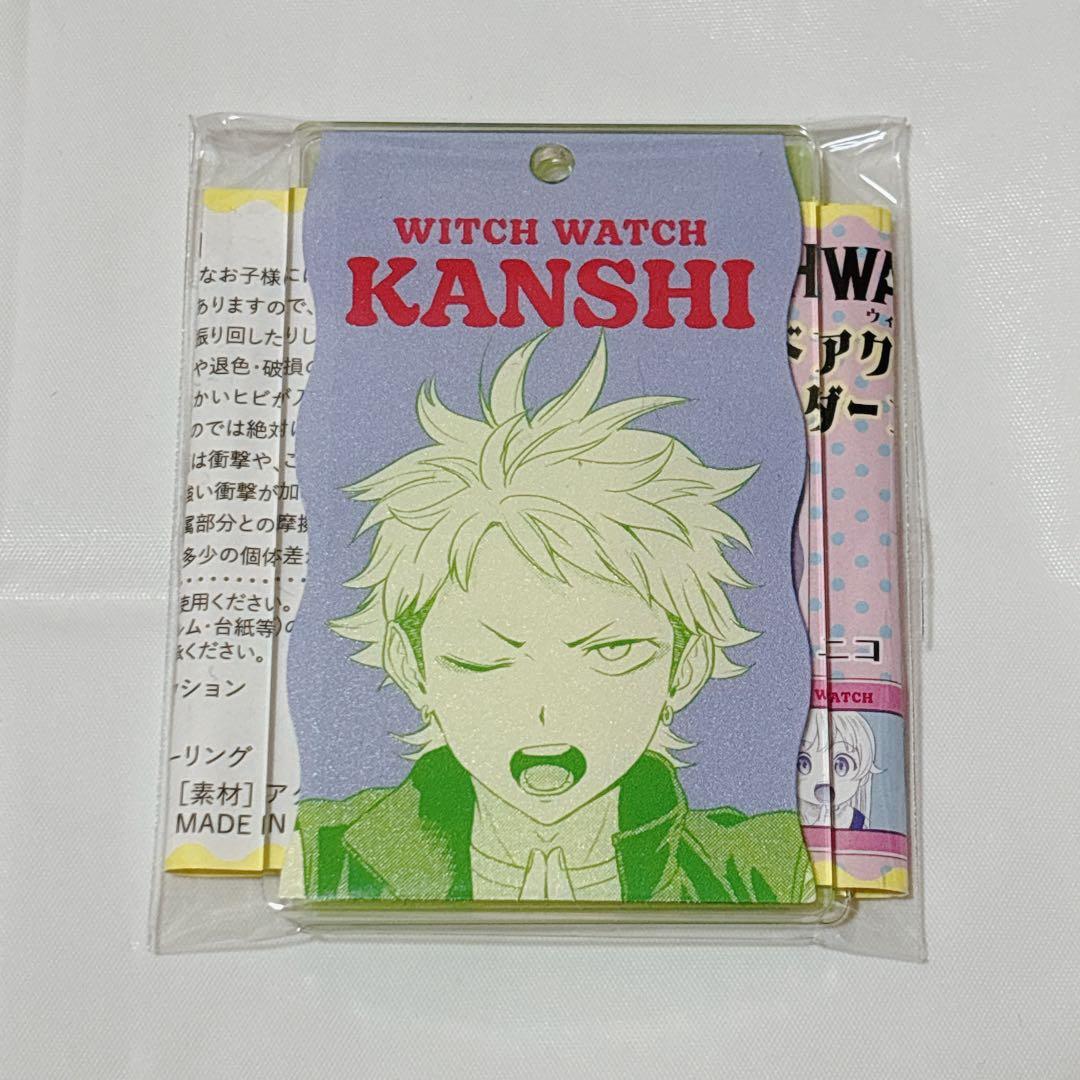 WITCH WATCH
KANSHI
なお子様に
ありますので、
振り回したりし
や退色・破損の
かいヒビが入
のでは絶対に
は衝撃や、こ
強い衝撃が加
属部分との摩擦
多少の個体差
使用ください。
ム・台紙等)の
ください。
ション
ーリング
[素材] アク
MADE IN
HWA
ウィ
ドアク
ダー
ニコ
WATCH